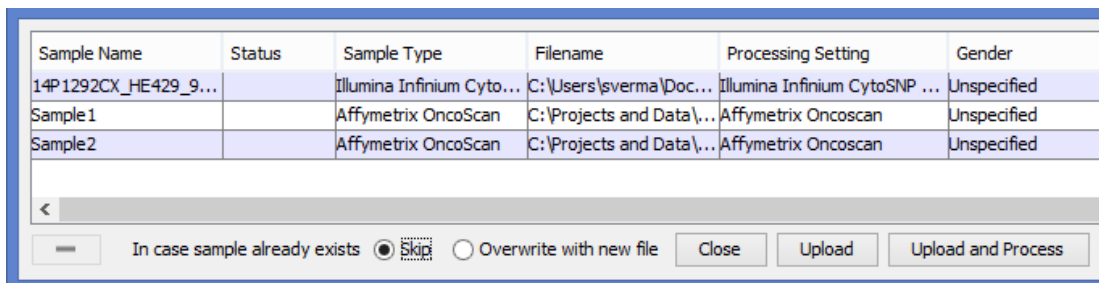 Sample Name Status Sample Type Filename Processing Setting Gender
14P1292CX_HE429_9... Illumina Infinium Cyto... C:\Users\sverma\Doc... Illumina Infinium CytoSNP ... Unspecified
Sample1 Affymetrix OncoScan C:\Projects and Data\... Affymetrix Oncoscan Unspecified
Sample2 Affymetrix OncoScan C:\Projects and Data\... Affymetrix Oncoscan Unspecified
In case sample already exists Skip Overwrite with new file Close Upload Upload and Process